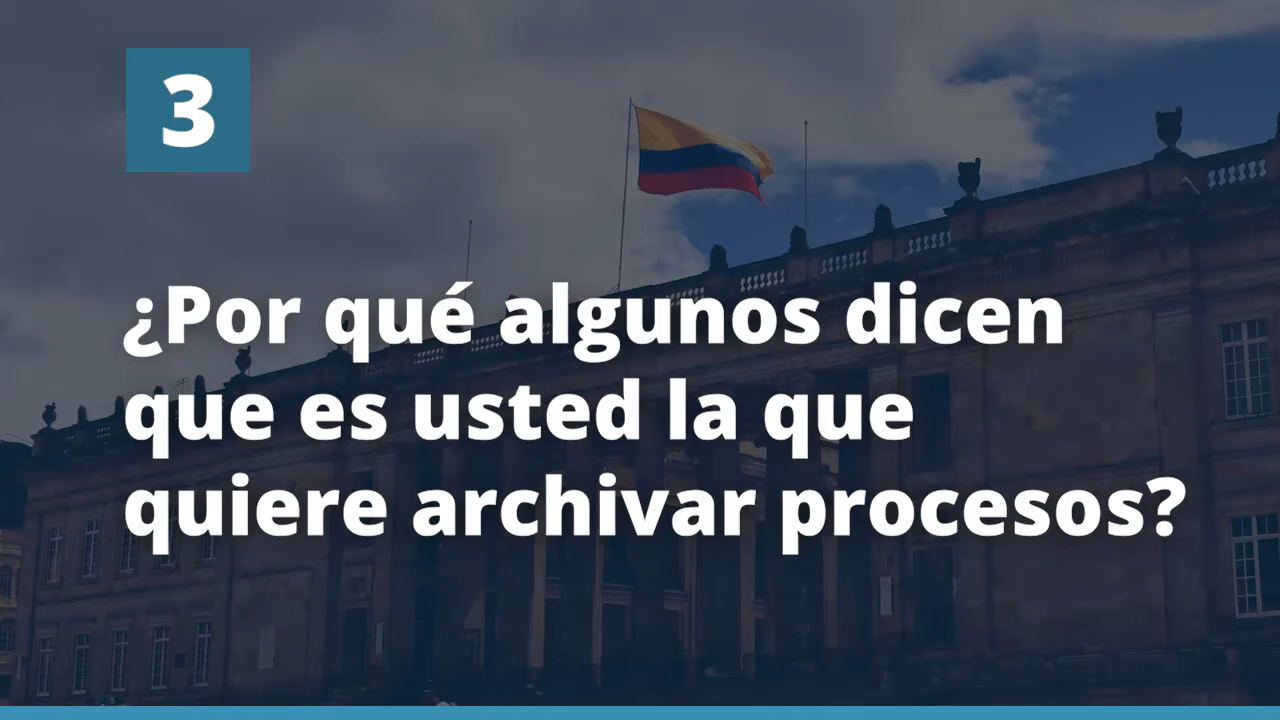 3
¿Por qué algunos dicen
que es usted la que
quiere archivar procesos?